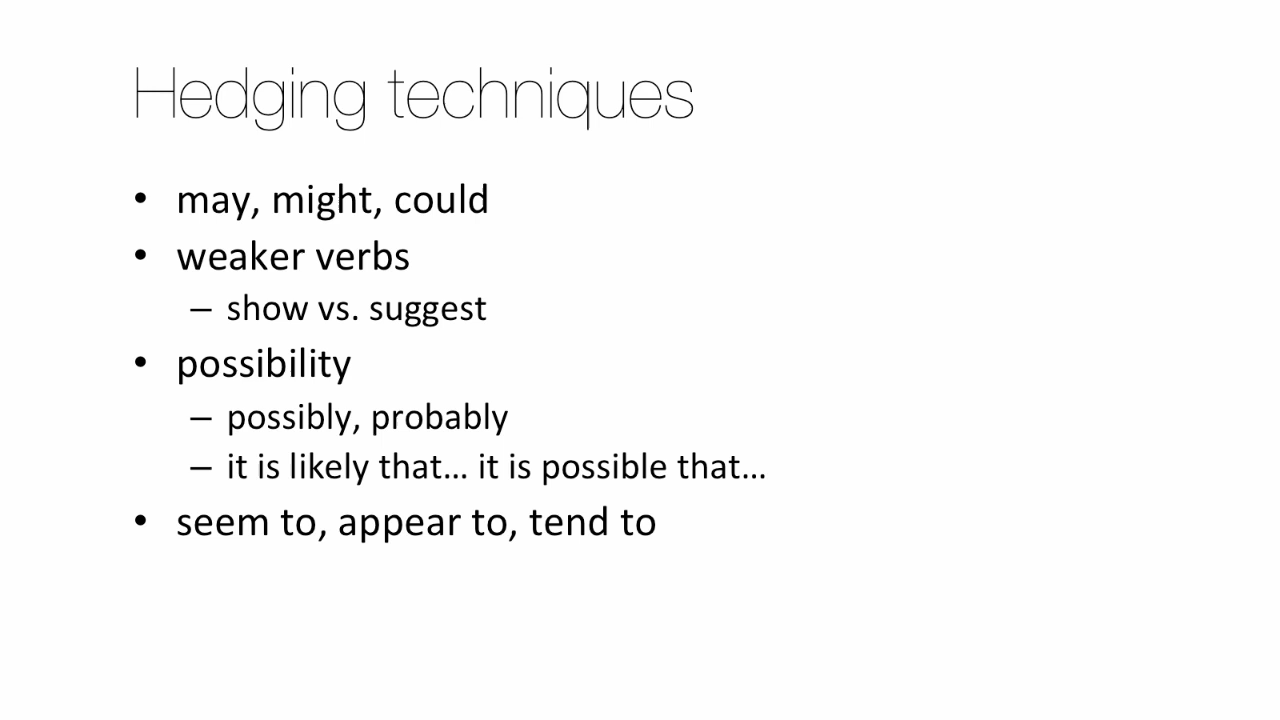 Hedging techniques
• may, might, could
• weaker verbs
– show vs. suggest
• possibility
– possibly, probably
– it is likely that… it is possible that…
• seem to, appear to, tend to